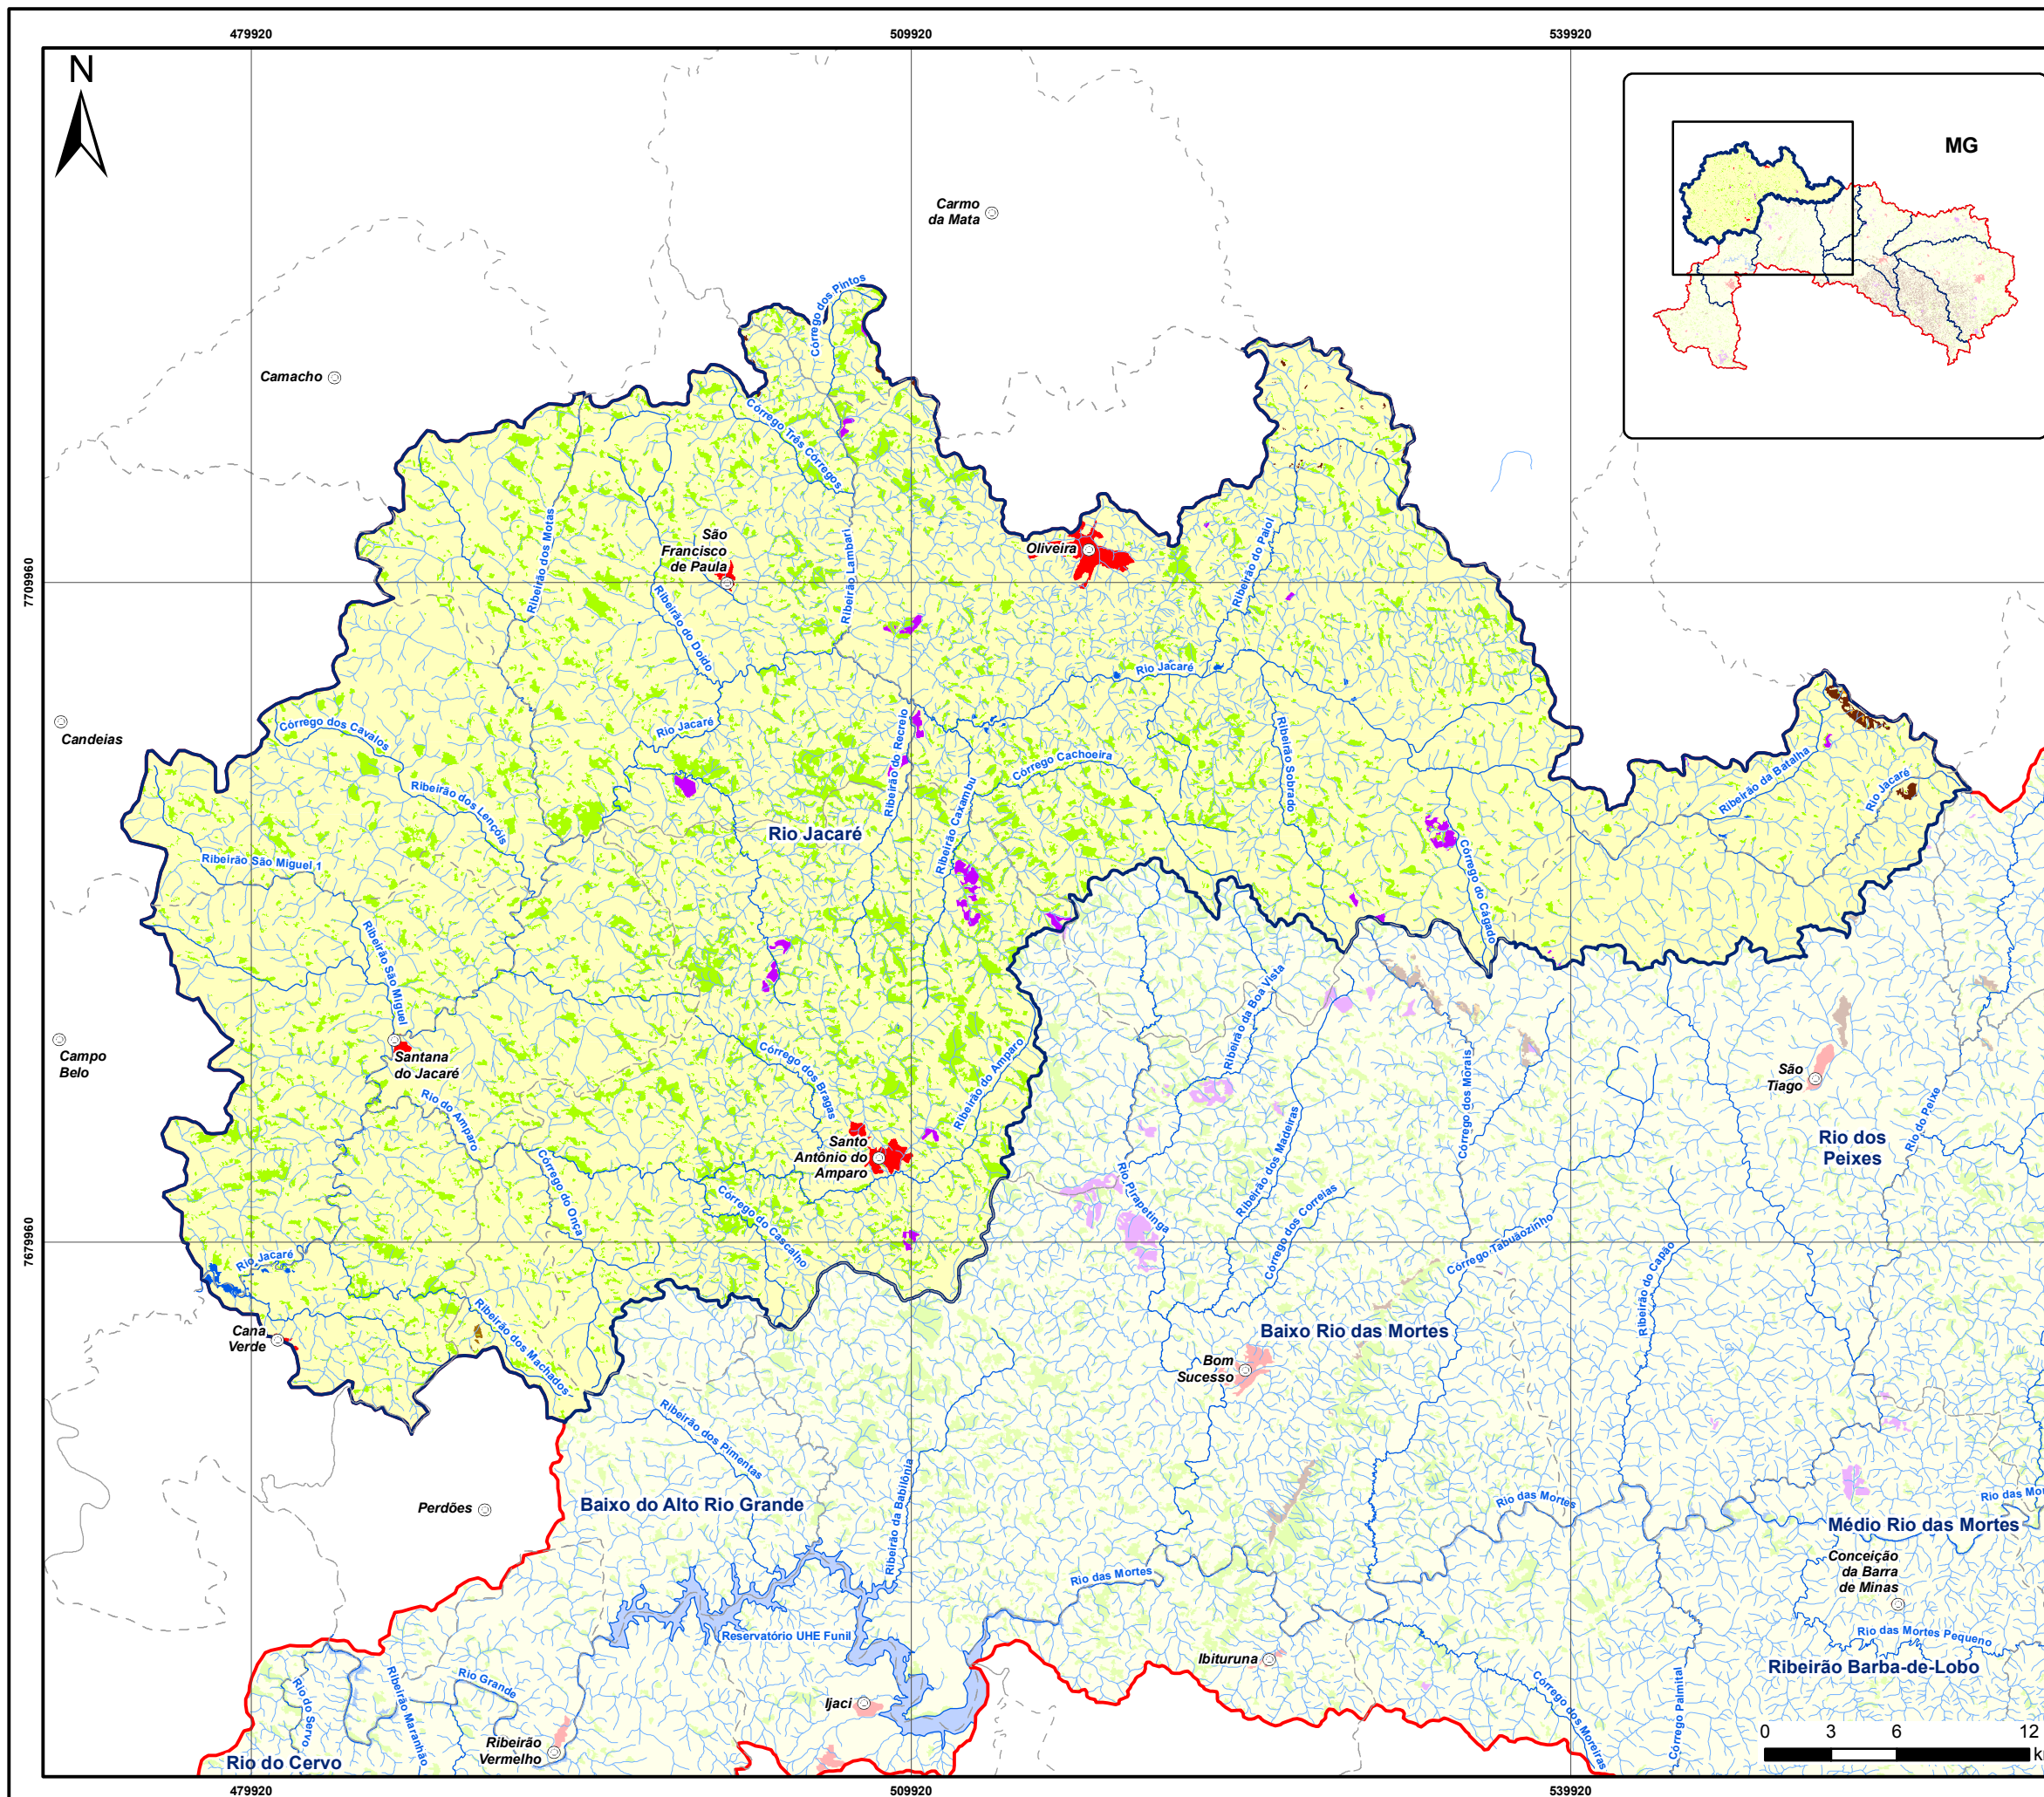 479920
509920
539920
N
MG
Carmo
da Mata
Camacho
Córrego dos Pintos
Córrego Três Córregos
Ribeirão dos Motas
São
Francisco
de Paula
Ribeirão Lambari
Oliveira
Ribeirão do Paiol
7709960
Ribeirão do Doido
Rio Jacaré
Candeias
Córrego dos Cavalos
Rio Jacaré
Ribeirão do Recreio
Ribeirão Sobrado
Córrego Cachoeira
Ribeirão da Batalha
Rio Jacaré
Ribeirão dos Lençóis
Ribeirão Caxambu
Rio Jacaré
Ribeirão São Miguel 1
Córrego do Cágado
Ribeirão São Miguel
Ribeirão da Boa Vista
Campo
Belo
Santana
do Jacaré
Córrego dos Bragas
Ribeirão do Amparo
Rio do Amparo
Córrego dos Morais
São
Tiago
Rio do Peixe
Ribeirão dos Madeiras
Rio dos
Peixes
Santo
Antônio do
Amparo
Córrego do Onça
Córrego do Cascalho
Rio Pirapetinga
Córrego dos Correias
Córrego Tabuãozinho
7679960
Rio Jacaré
Ribeirão do Capão
Cana
Verde
Ribeirão dos Machados
Baixo Rio das Mortes
Bom
Sucesso
Ribeirão dos Pimentas
Perdões
Baixo do Alto Rio Grande
Ribeirão da Babilônia
Rio das Mortes
Rio das Mor
Médio Rio das Mortes
Conceição
da Barra
de Minas
Rio das Mortes
Reservatório UHE Funil
Rio das Mortes Pequeno
Ibituruna
Ribeirão Barba-de-Lobo
Rio do Servo
Ribeirão Maranhão
Rio Grande
Ijaci
Córrego dos Moreiras
Córrego Palmital
Ribeirão
Vermelho
Rio do Cervo
0 3 6 12
k
479920
509920
539920